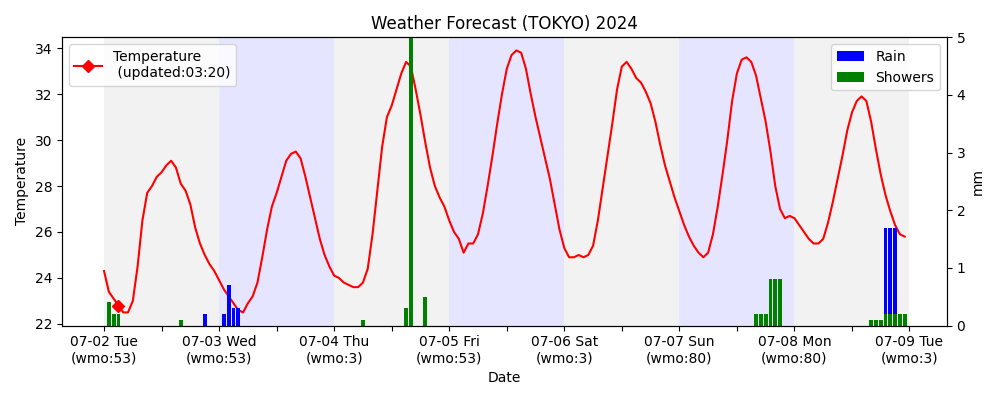 Weather Forecast (TOKYO) 2024
Temperature
(updated:03:20)
Rain
Showers
Temperature
34
32
30
28
26
24
22
5
4
3
2
1
0
mm
07-02 Tue
(wmo:53)
07-03 Wed
(wmo:53)
07-04 Thu
(wmo:3)
07-05 Fri
(wmo:53)
07-06 Sat
(wmo:3)
07-07 Sun
(wmo:80)
07-08 Mon
(wmo:80)
07-09 Tue
(wmo:3)
Date